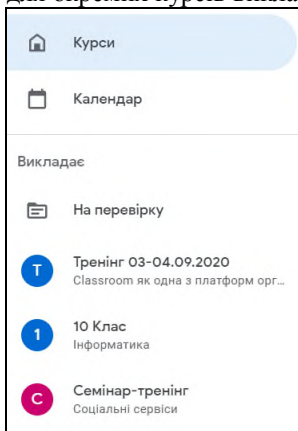 Курси
Календар
Викладає
На перевірку
Т
Тренінг 03-04.09.2020
Classroom як одна з платформ орг...
1
10 Клас
Інформатика
С
Семінар-тренінг
Соціальні сервіси